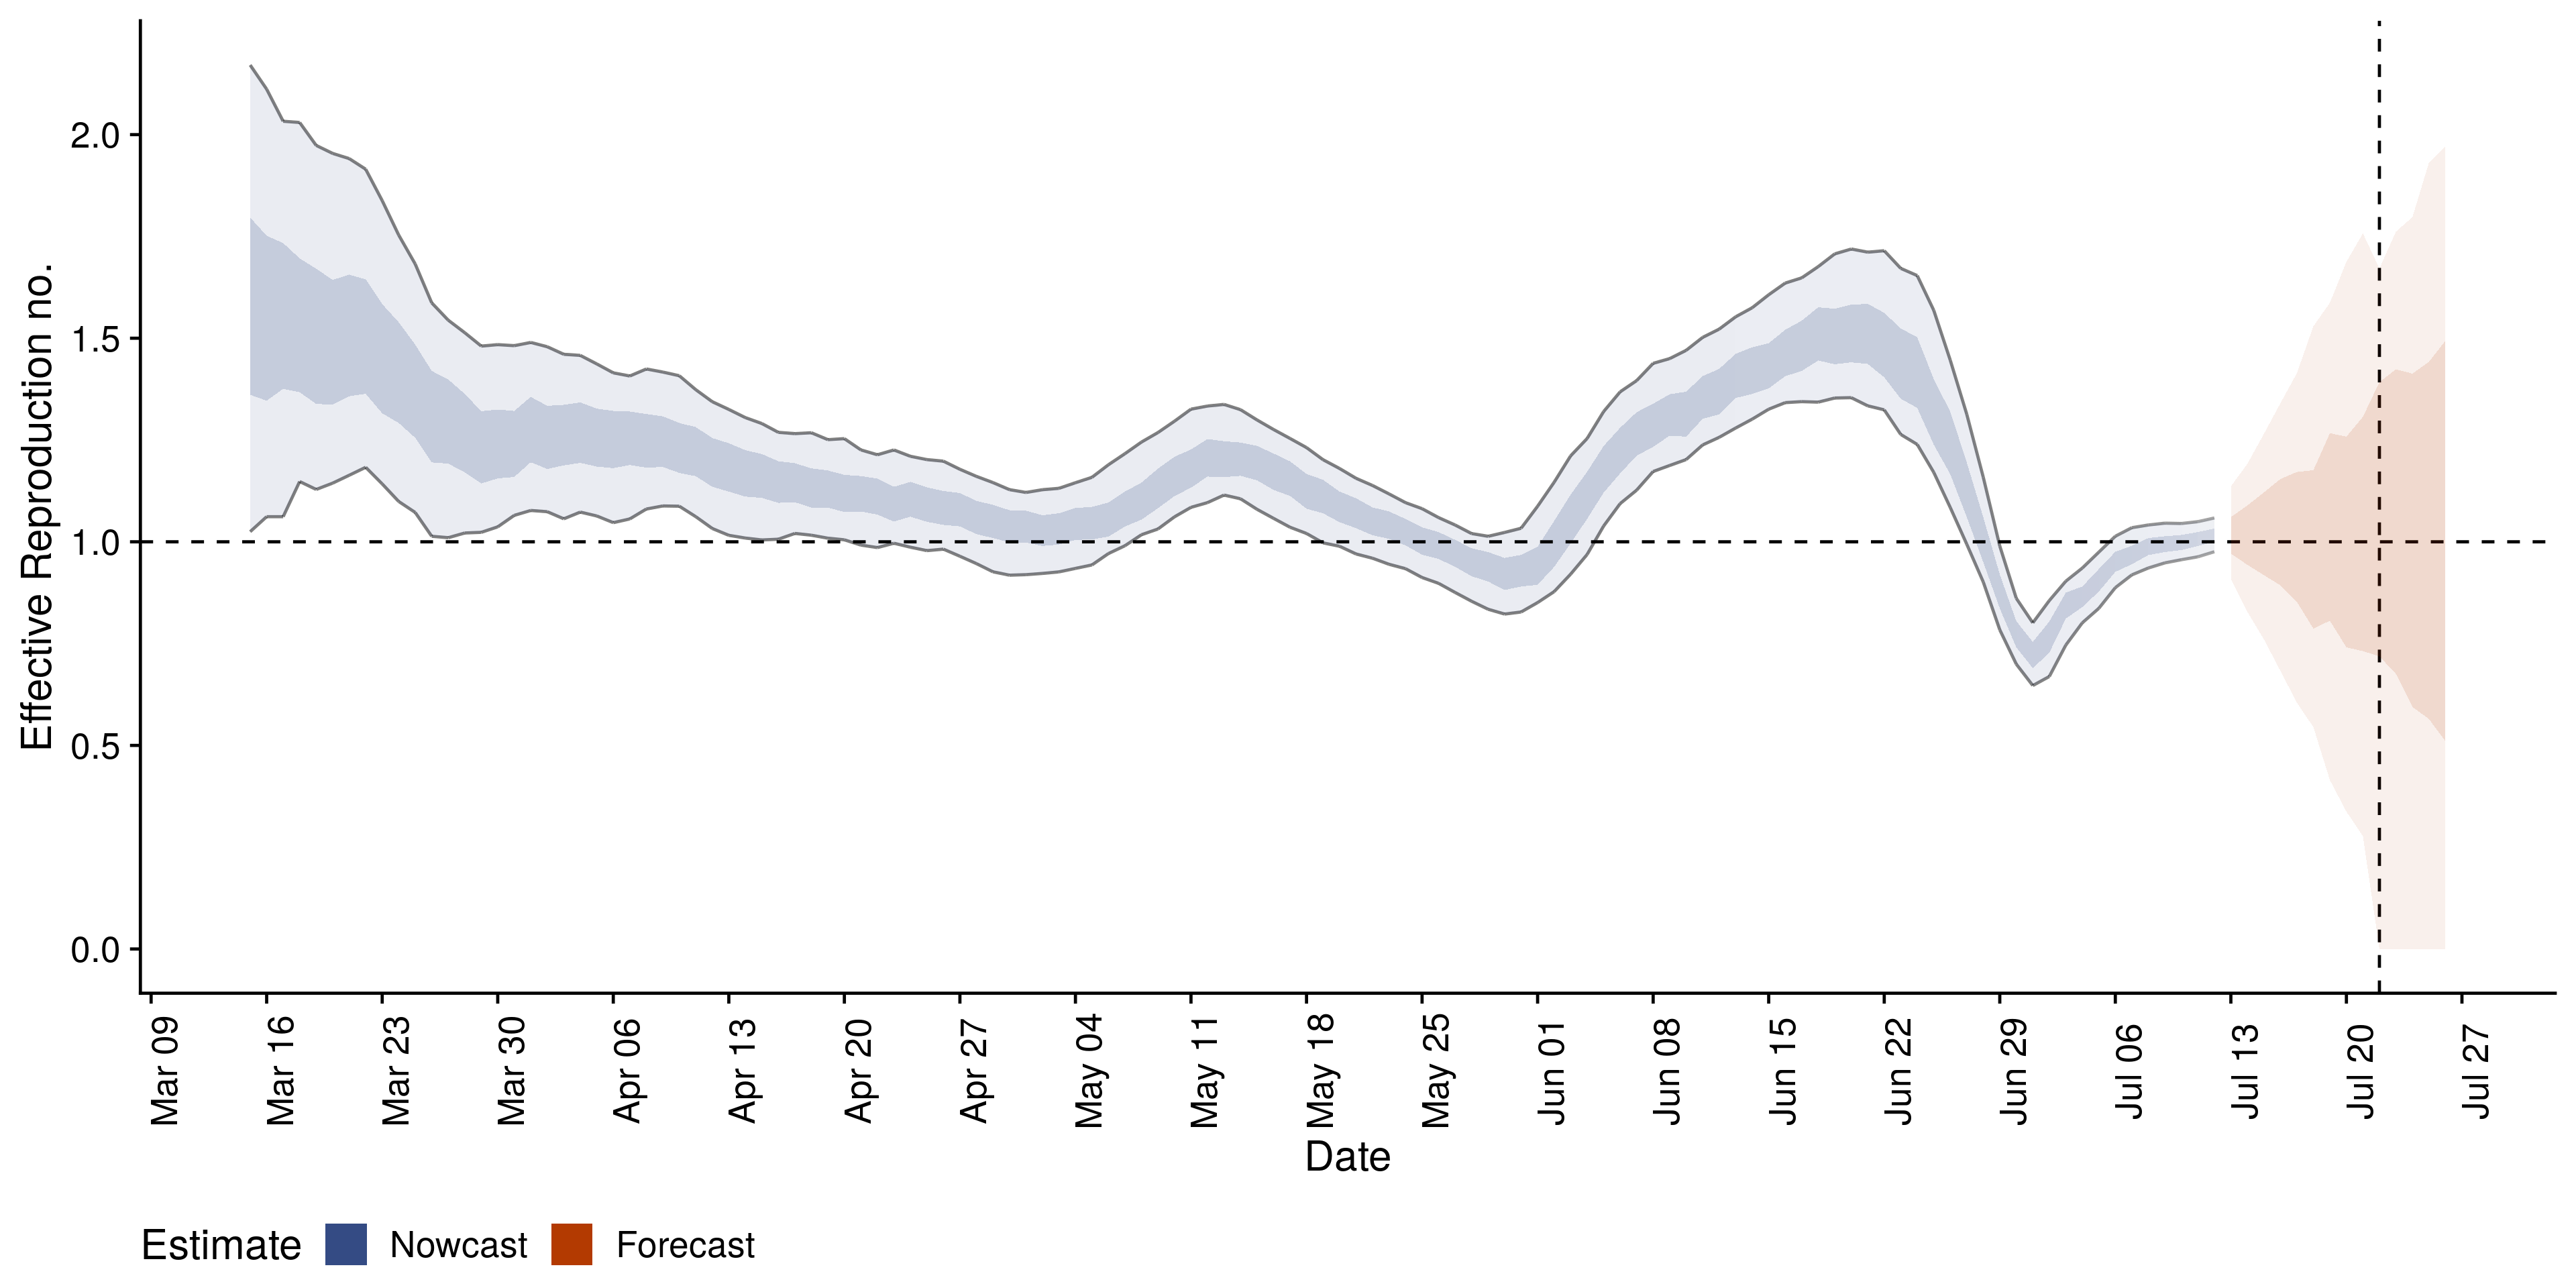 Effective Reproduction no.
2.0
1.5
1.0
0.5
0.0
Mar 09
Mar 16
Mar 23
Mar 30
Apr 06
Apr 13
Apr 20
Apr 27
May 04
May 11
May 18
May 25
Jun 01
Jun 08
Jun 15
Jun 22
Jun 29
Jul 06
Jul 13
Jul 20
Jul 27
Date
Estimate Nowcast Forecast